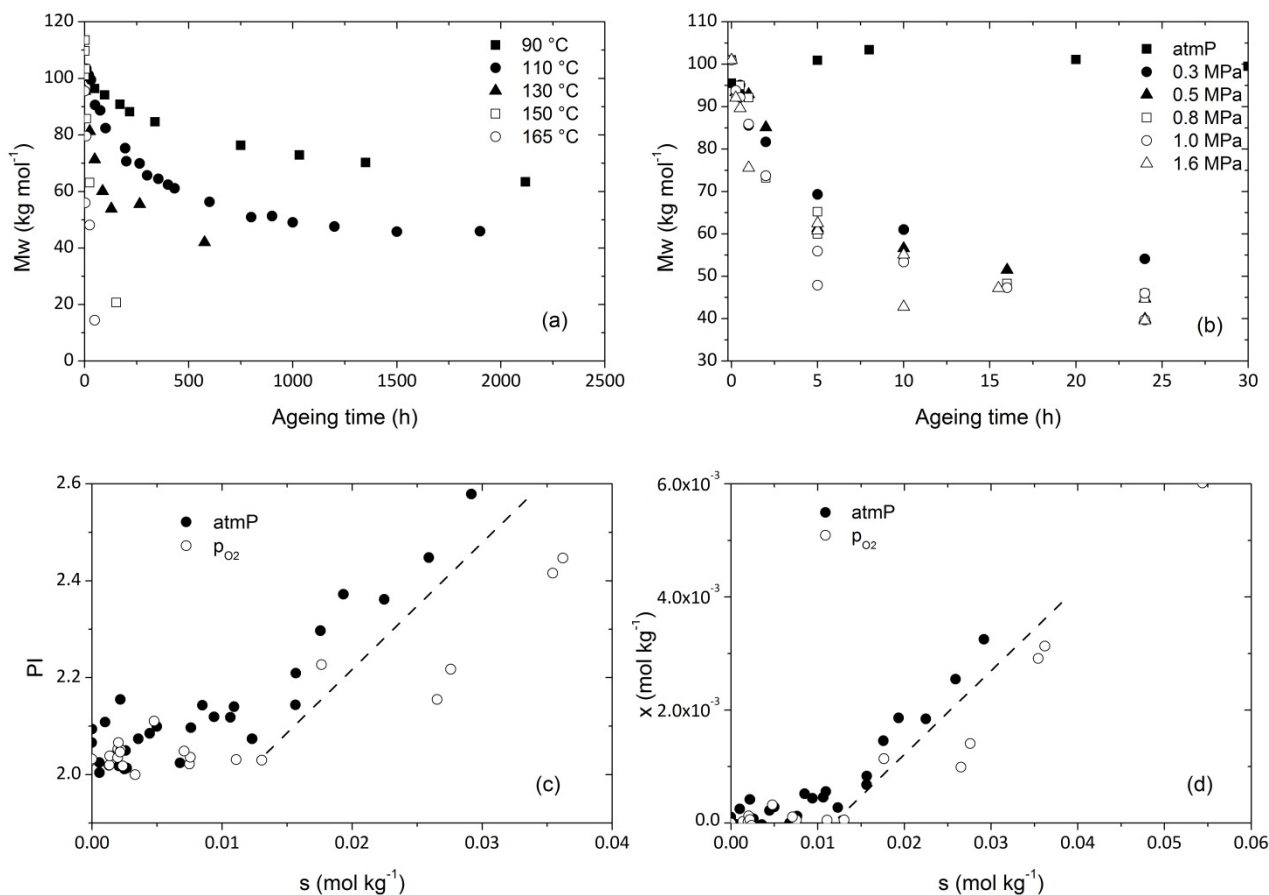 120
100
80
60
40
20
0
Mw (kg mol⁻¹)
90 °C
110 °C
130 °C
150 °C
165 °C
(a)
0
500
1000
1500
2000
2500
Ageing time (h)
110
100
90
80
70
60
50
40
30
Mw (kg mol⁻¹)
atmP
0.3 MPa
0.5 MPa
0.8 MPa
1.0 MPa
1.6 MPa
(b)
0
5
10
15
20
25
30
Ageing time (h)
2.6
2.4
2.2
2.0
PI
atmP
p_O2
(c)
0.00
0.01
0.02
0.03
0.04
s (mol kg⁻¹)
6.0x10⁻³
4.0x10⁻³
2.0x10⁻³
0.0
x (mol kg⁻¹)
atmP
p_O2
(d)
0.00
0.01
0.02
0.03
0.04
0.05
0.06
s (mol kg⁻¹)